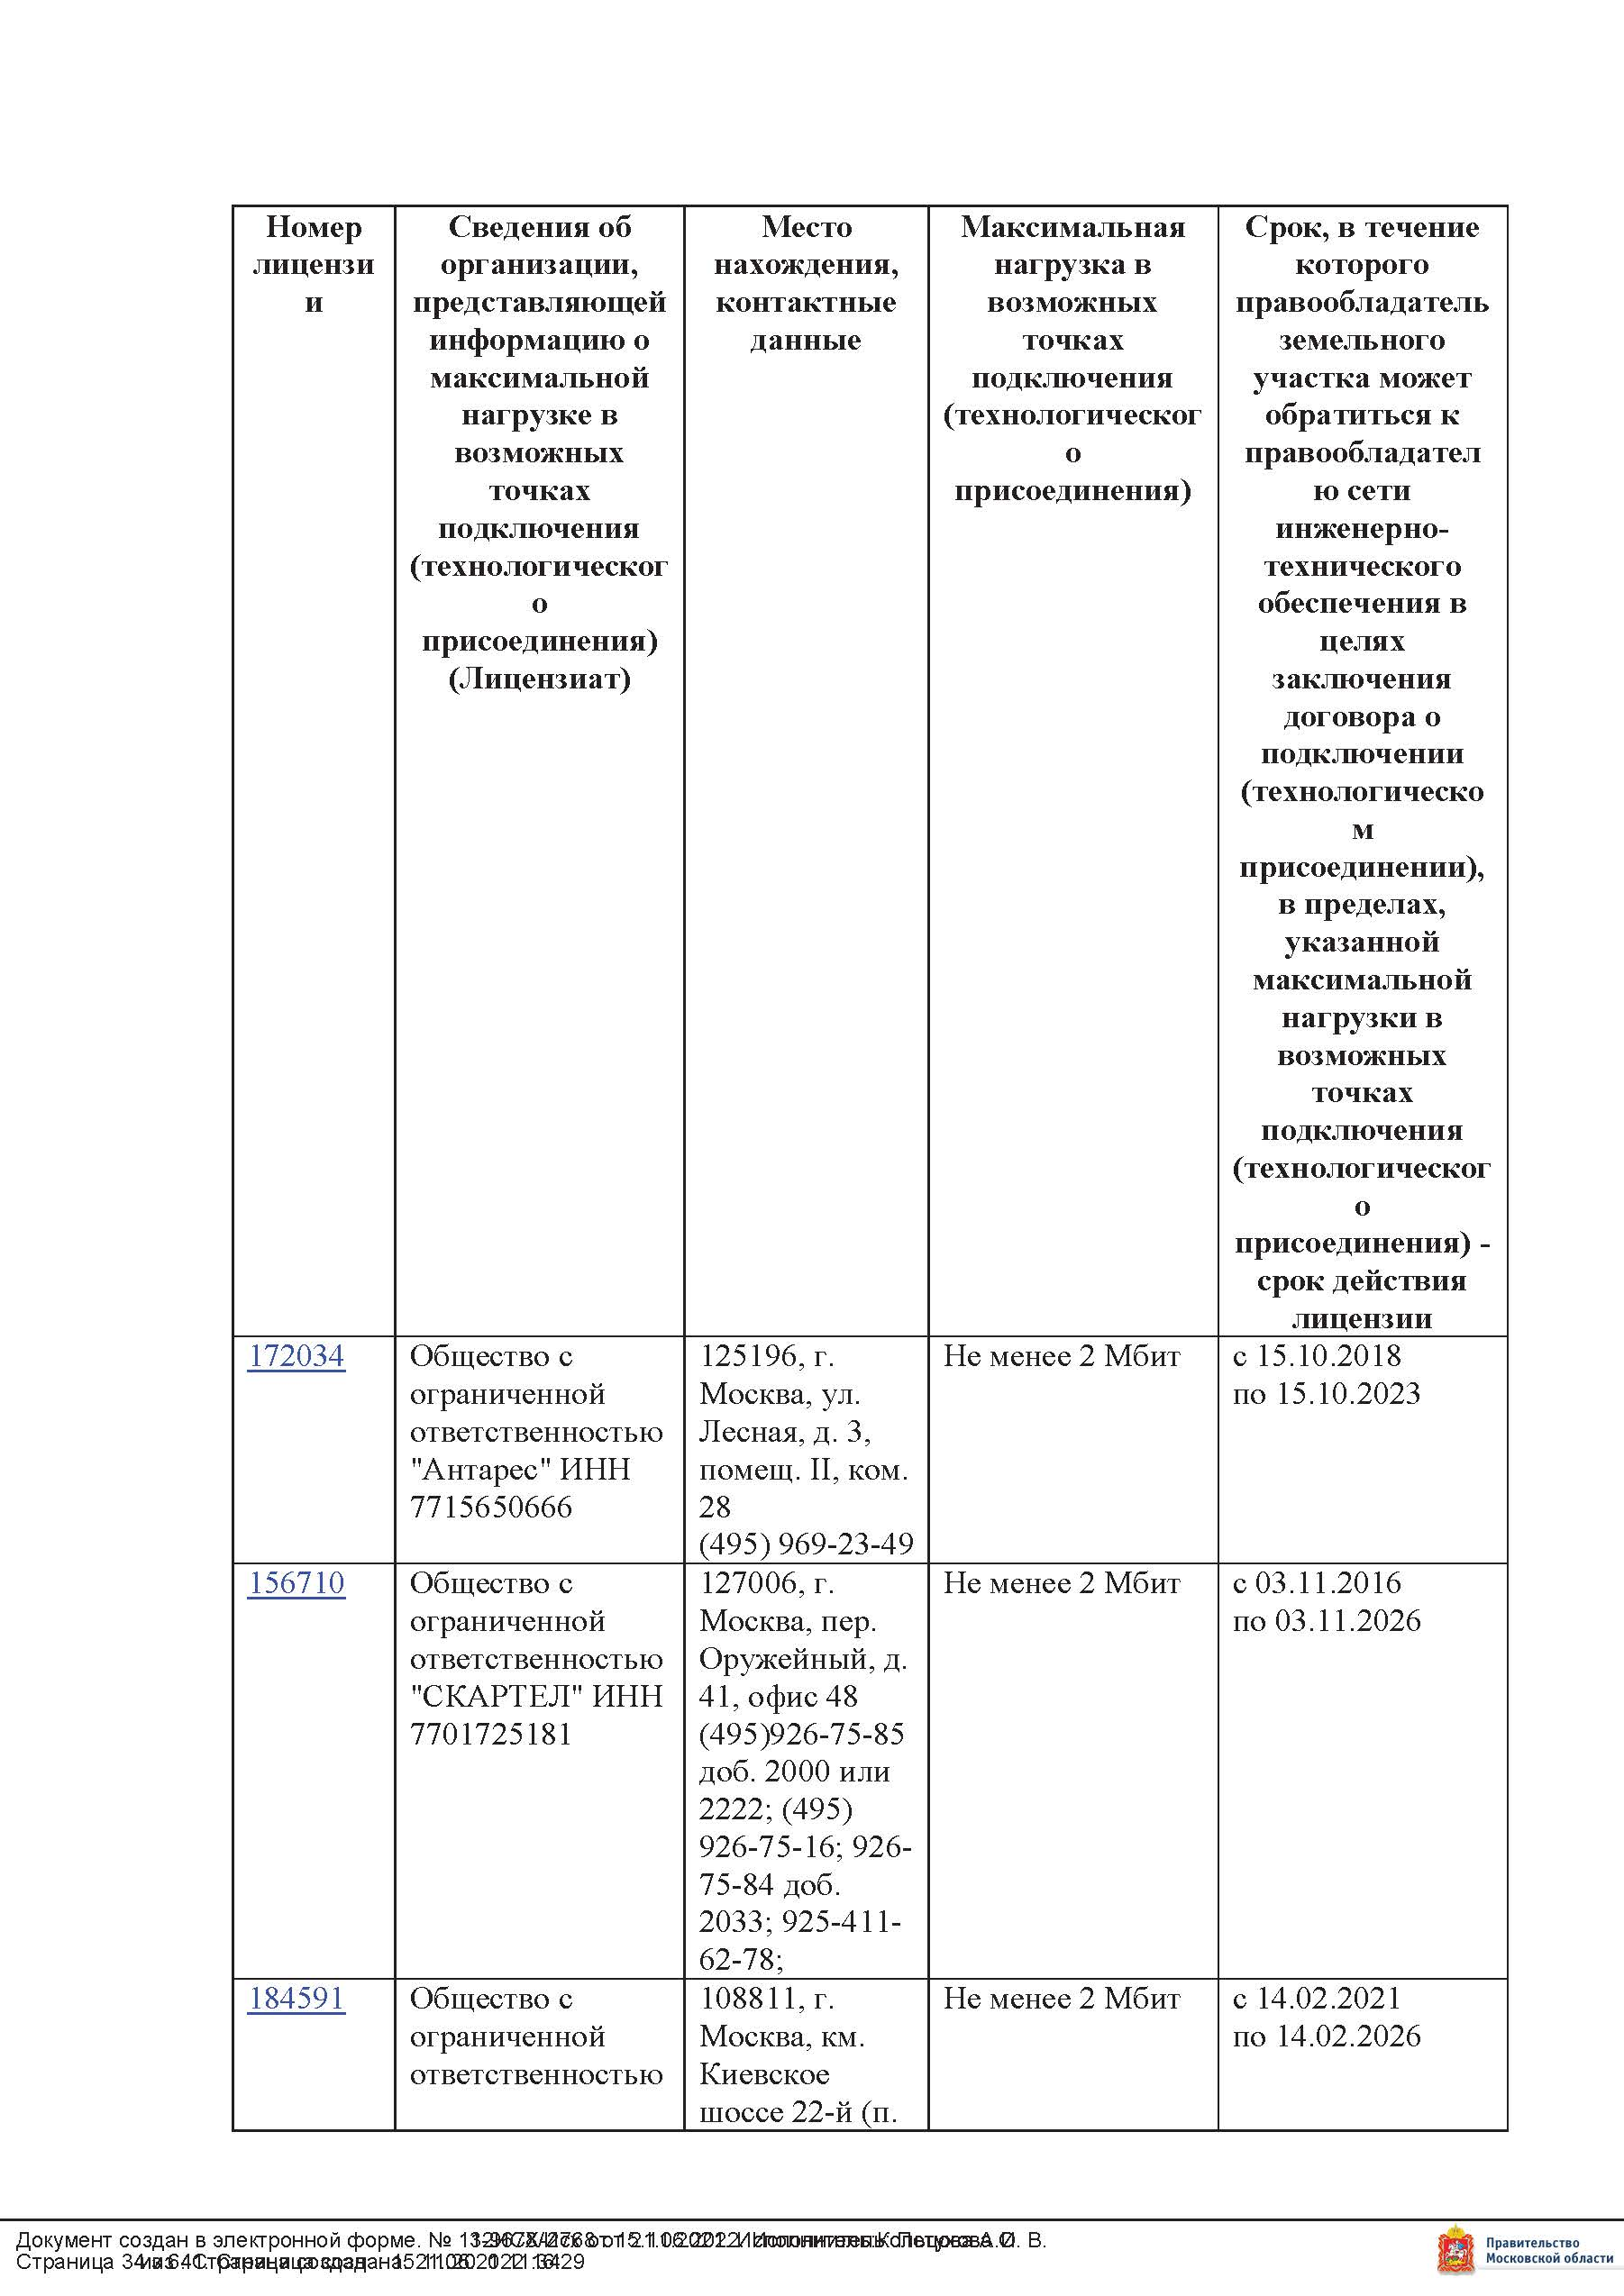 Номер
лицензи
и
Сведения об
организации,
представляющей
информацию о
максимальной
нагрузке в
возможных
точках
подключения
(технологическог
о
присоединения)
(Лицензиат)
Место
нахождения,
контактные
данные
Максимальная
нагрузка в
возможных
точках
подключения
(технологическог
о
присоединения)
Срок, в течение
которого
правообладатель
земельного
участка может
обратиться к
правообладател
ю сети
инженерно-
технического
обеспечения в
целях
заключения
договора о
подключении
(технологическо
м
присоединении),
в пределах,
указанной
максимальной
нагрузки в
возможных
точках
подключения
(технологическог
о
присоединения) -
срок действия
лицензии
172034
Общество с
ограниченной
ответственностью
"Антарес" ИНН
7715650666
125196, г.
Москва, ул.
Лесная, д. 3,
помещ. II, ком.
28
(495) 969-23-49
Не менее 2 Мбит
с 15.10.2018
по 15.10.2023
156710
Общество с
ограниченной
ответственностью
"СКАРТЕЛ" ИНН
7701725181
127006, г.
Москва, пер.
Оружейный, д.
41, офис 48
(495)926-75-85
доб. 2000 или
2222; (495)
926-75-16; 926-
75-84 доб.
2033; 925-411-
62-78;
Не менее 2 Мбит
с 03.11.2016
по 03.11.2026
184591
Общество с
ограниченной
ответственностью
108811, г.
Москва, км.
Киевское
шоссе 22-й (п.
Не менее 2 Мбит
с 14.02.2021
по 14.02.2026
Документ создан в электронной форме. №
Страница
Правительство
Московской области